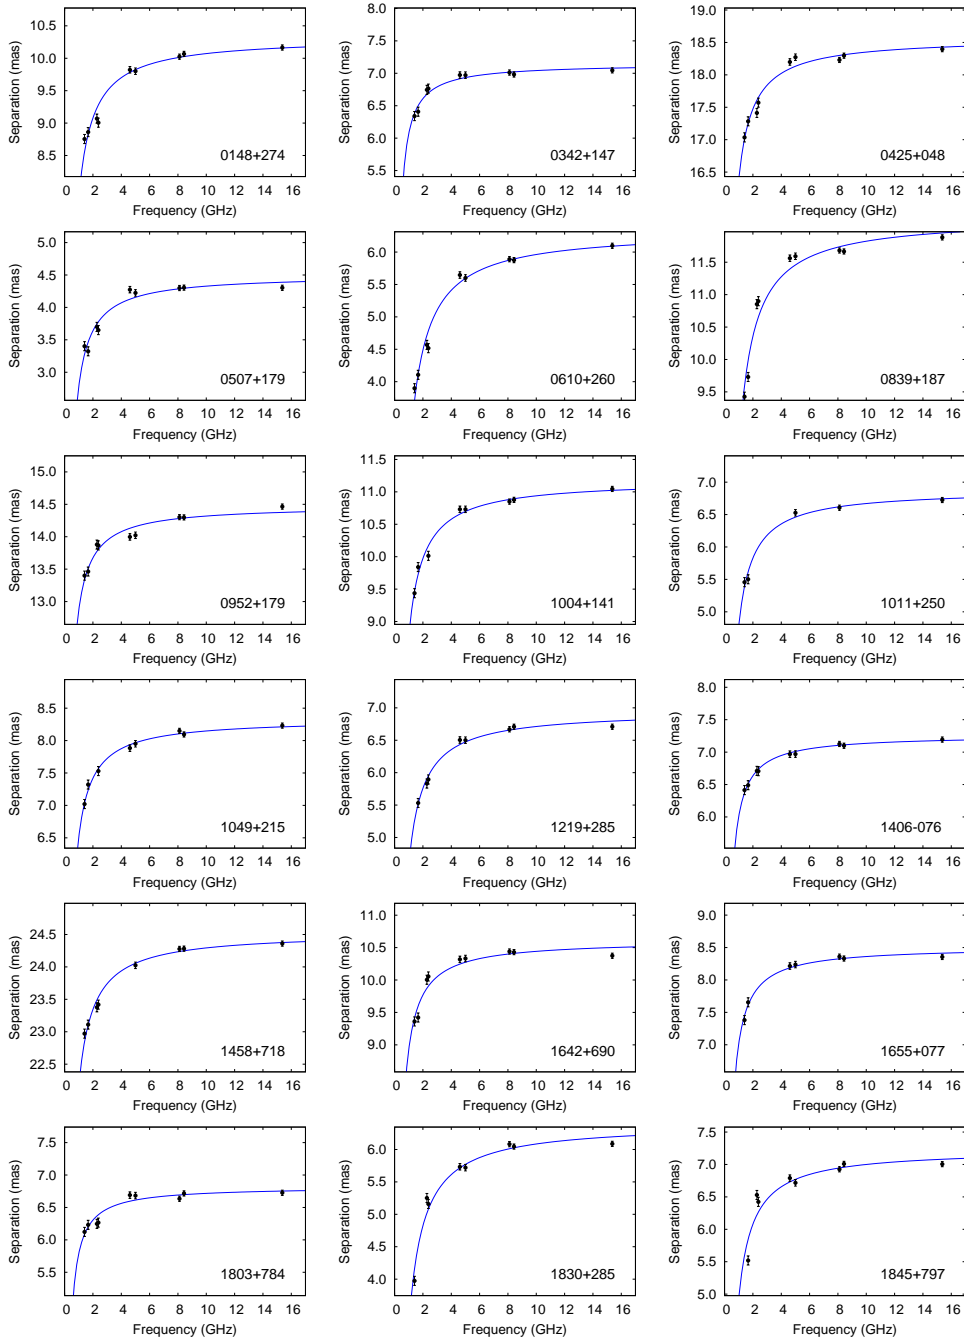 Separation (mas)
10.5
10.0
9.5
9.0
8.5
0148+274
0 2 4 6 8 10 12 14 16
Frequency (GHz)
Separation (mas)
8.0
7.5
7.0
6.5
6.0
5.5
0342+147
0 2 4 6 8 10 12 14 16
Frequency (GHz)
Separation (mas)
19.0
18.5
18.0
17.5
17.0
16.5
0425+048
0 2 4 6 8 10 12 14 16
Frequency (GHz)
Separation (mas)
5.0
4.5
4.0
3.5
3.0
0507+179
0 2 4 6 8 10 12 14 16
Frequency (GHz)
Separation (mas)
6.0
5.5
5.0
4.5
4.0
0610+260
0 2 4 6 8 10 12 14 16
Frequency (GHz)
Separation (mas)
11.5
11.0
10.5
10.0
9.5
0839+187
0 2 4 6 8 10 12 14 16
Frequency (GHz)
Separation (mas)
15.0
14.5
14.0
13.5
13.0
0952+179
0 2 4 6 8 10 12 14 16
Frequency (GHz)
Separation (mas)
11.5
11.0
10.5
10.0
9.5
9.0
1004+141
0 2 4 6 8 10 12 14 16
Frequency (GHz)
Separation (mas)
7.0
6.5
6.0
5.5
5.0
1011+250
0 2 4 6 8 10 12 14 16
Frequency (GHz)
Separation (mas)
8.5
8.0
7.5
7.0
6.5
1049+215
0 2 4 6 8 10 12 14 16
Frequency (GHz)
Separation (mas)
7.0
6.5
6.0
5.5
5.0
1219+285
0 2 4 6 8 10 12 14 16
Frequency (GHz)
Separation (mas)
8.0
7.5
7.0
6.5
6.0
1406-076
0 2 4 6 8 10 12 14 16
Frequency (GHz)
Separation (mas)
24.5
24.0
23.5
23.0
22.5
1458+718
0 2 4 6 8 10 12 14 16
Frequency (GHz)
Separation (mas)
11.0
10.5
10.0
9.5
9.0
1642+690
0 2 4 6 8 10 12 14 16
Frequency (GHz)
Separation (mas)
9.0
8.5
8.0
7.5
7.0
1655+077
0 2 4 6 8 10 12 14 16
Frequency (GHz)
Separation (mas)
7.5
7.0
6.5
6.0
5.5
1803+784
0 2 4 6 8 10 12 14 16
Frequency (GHz)
Separation (mas)
6.0
5.5
5.0
4.5
4.0
1830+285
0 2 4 6 8 10 12 14 16
Frequency (GHz)
Separation (mas)
7.5
7.0
6.5
6.0
5.5
5.0
1845+797
0 2 4 6 8 10 12 14 16
Frequency (GHz)